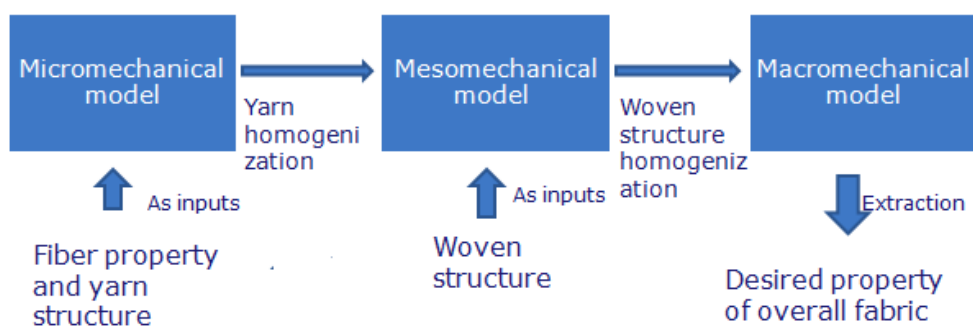 Micromechanical
model
Yarn
homogeni
zation
Mesomechanical
model
Woven
structure
homogeniz
ation
Macromechanical
model
As inputs
Fiber property
and yarn
structure
As inputs
Woven
structure
Extraction
Desired property
of overall fabric